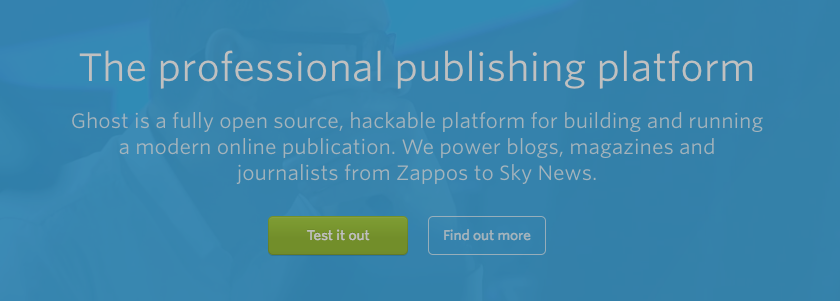 The professional publishing platform
Ghost is a fully open source, hackable platform for building and running
a modern online publication. We power blogs, magazines and
journalists from Zappos to Sky News.
Test it out
Find out more